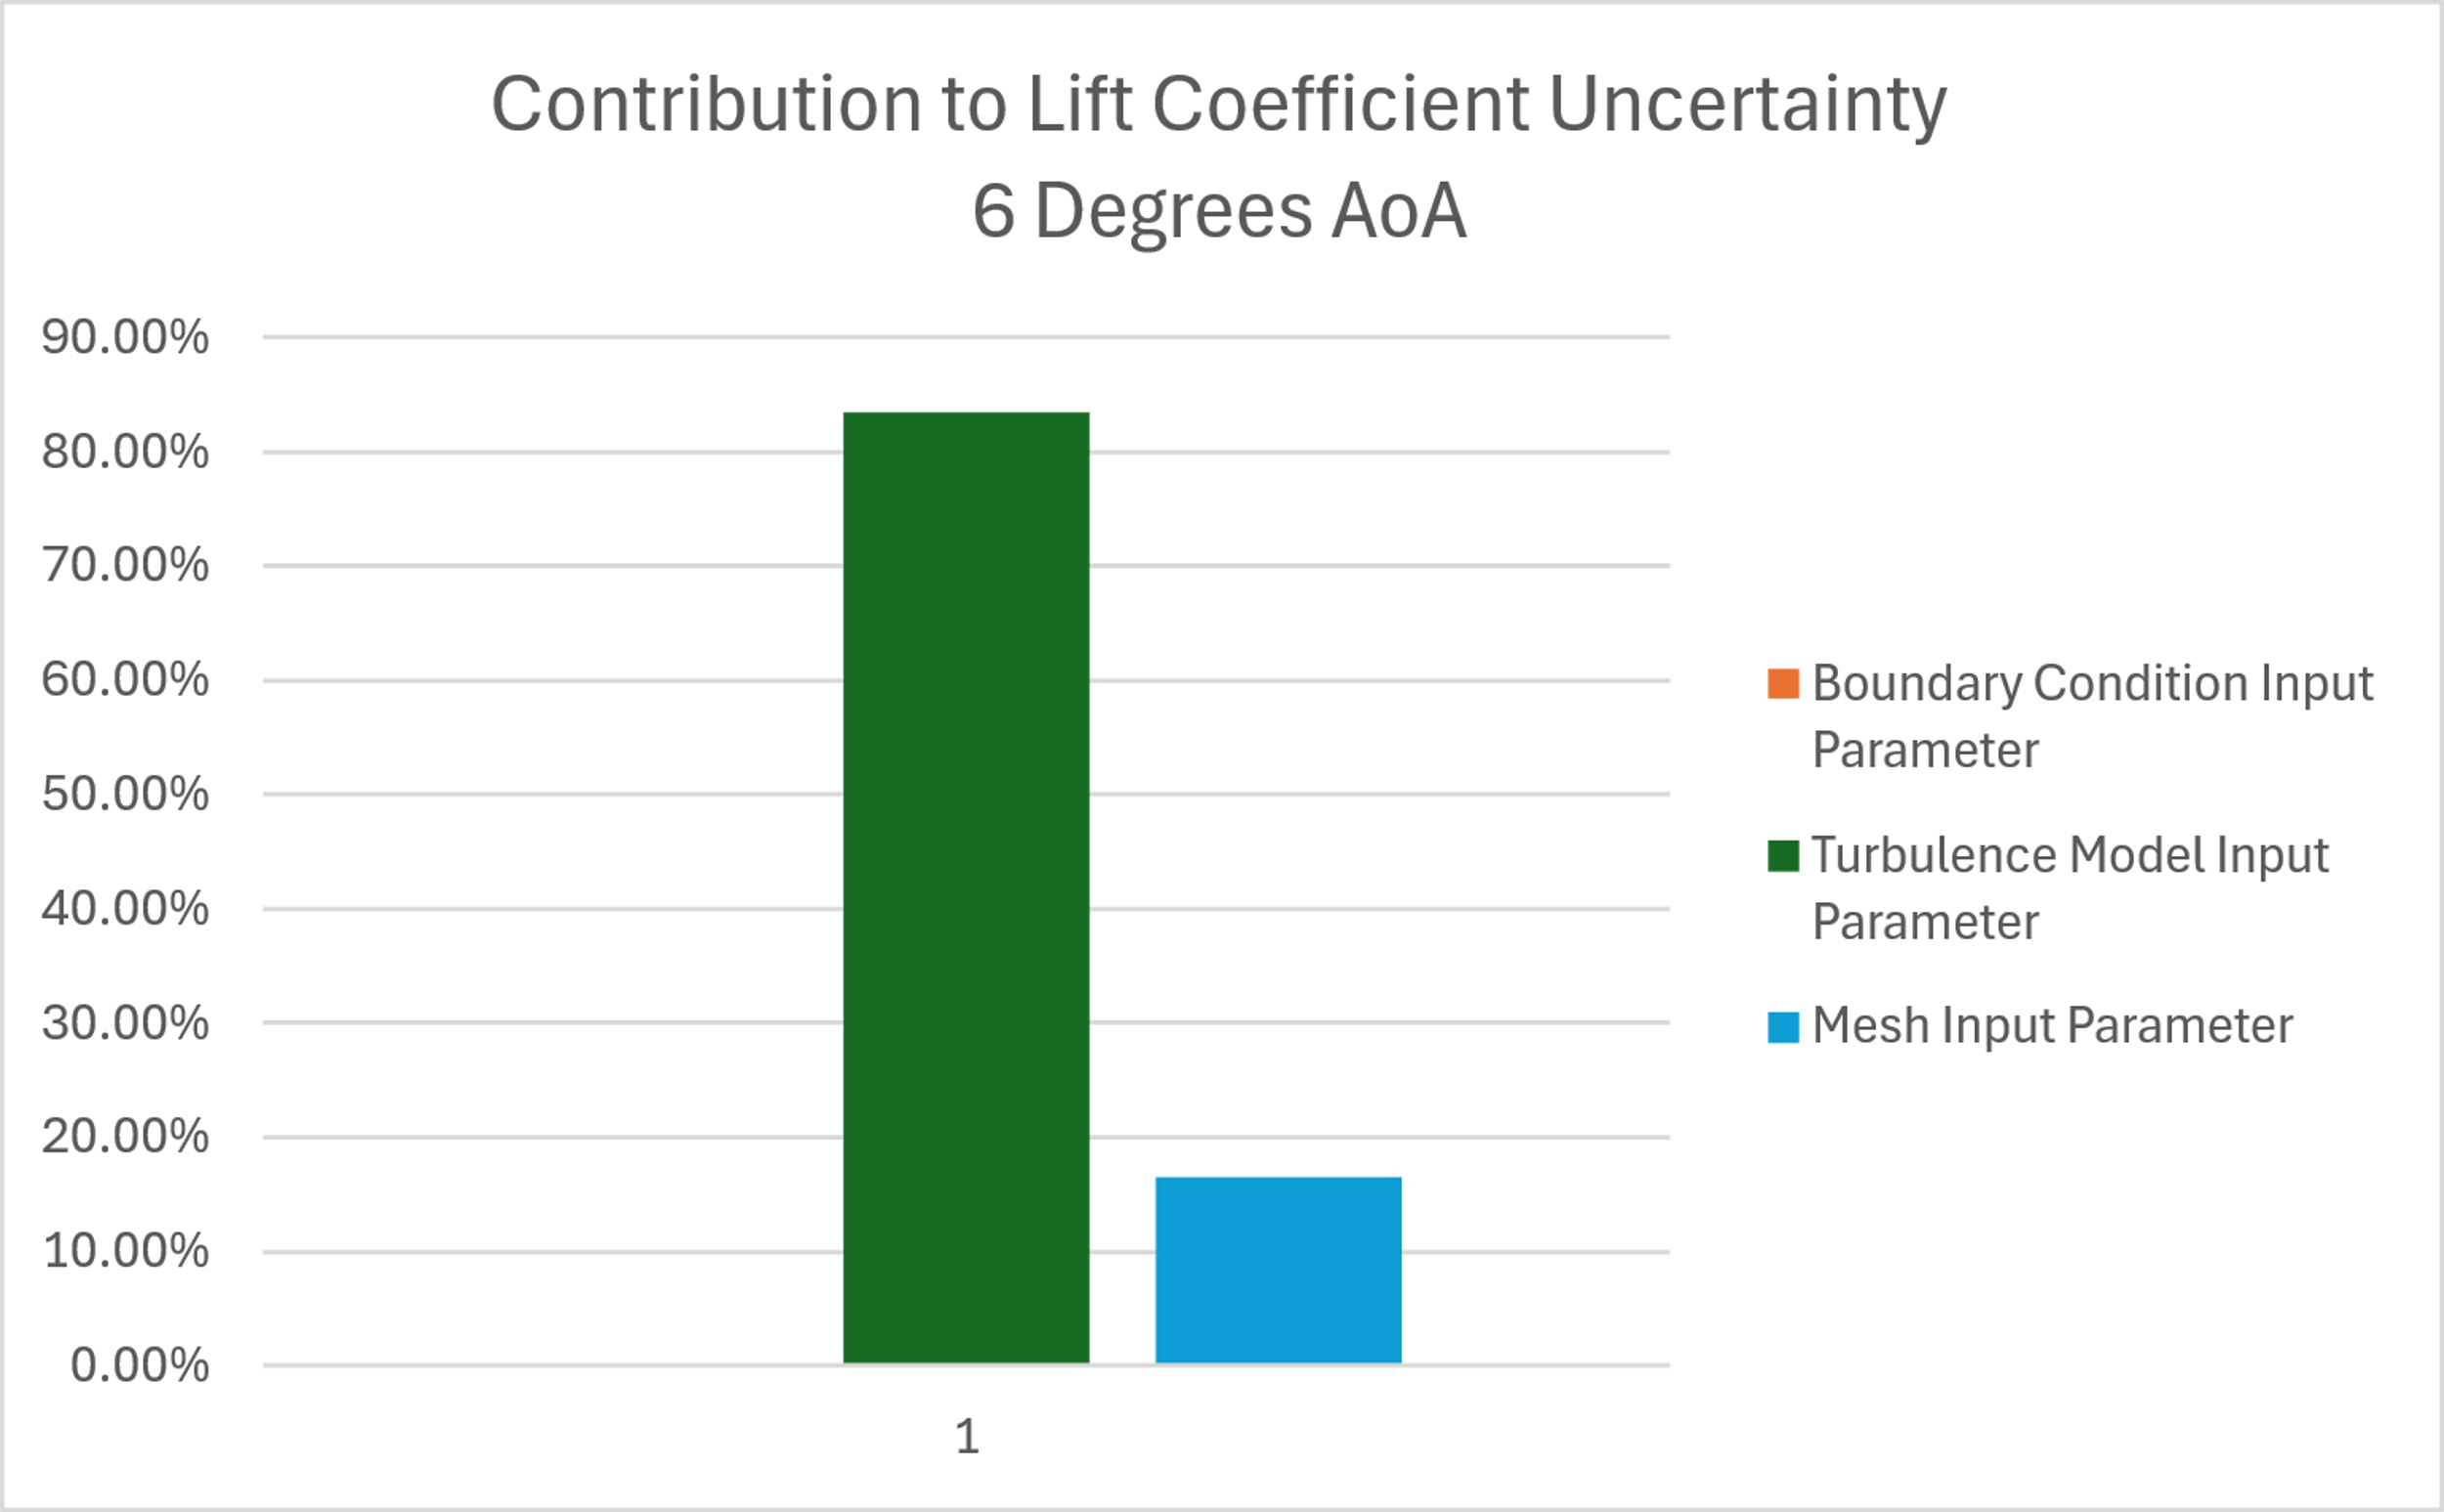 Contribution to Lift Coefficient Uncertainty
6 Degrees AoA
90.00%
80.00%
70.00%
60.00%
50.00%
40.00%
30.00%
20.00%
10.00%
0.00%
1
Boundary Condition Input
Parameter
Turbulence Model Input
Parameter
Mesh Input Parameter